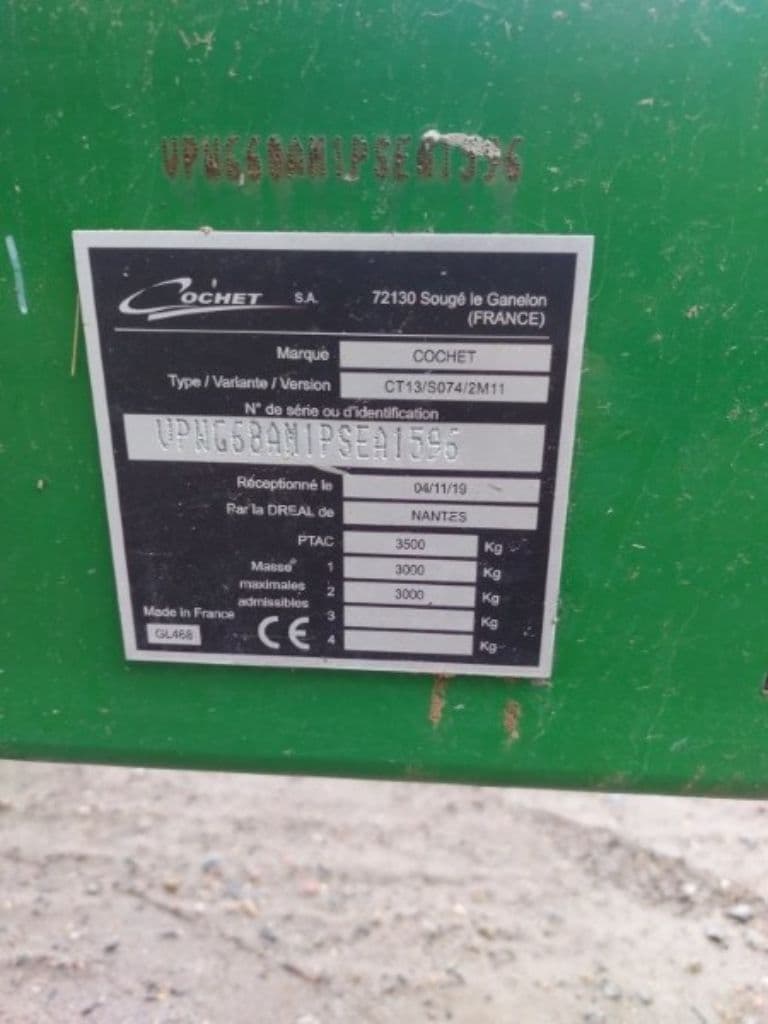 VPWG68AM1PSEA1596
COCHET S.A. 72130 Sougé le Ganelon
(FRANCE)
Marque COCHET
Type / Variante / Version CT13/S074/2M11
N° de série ou d'identification
VPWG68AM1PSEA1596
Réceptionné le 04/11/19
Par la DREAL de NANTES
PTAC 3500 Kg
Masse 1 3000 Kg
maximales 2 3000 Kg
admissibles 3 Kg
Made in France 4 Kg
GL468 CE